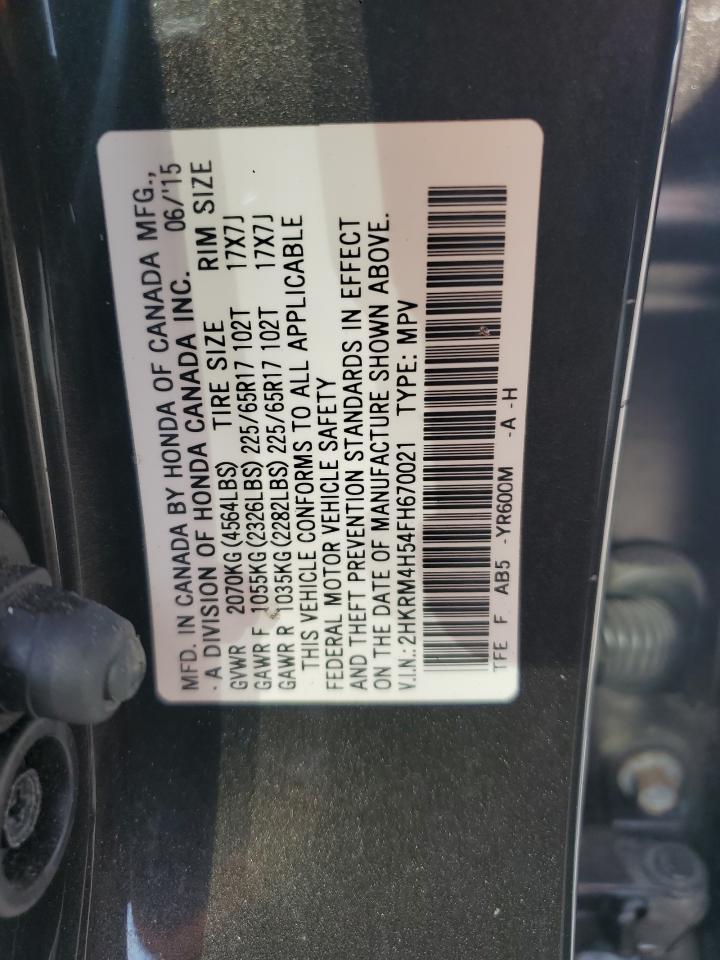 MFD. IN CANADA BY HONDA OF CANADA MFG.,
- A DIVISION OF HONDA CANADA INC. 06/'15
GVWR 2070KG (4564LBS) TIRE SIZE RIM SIZE
GAWR F 1055KG (2326LBS) 225/65R17 102T 17X7J
GAWR R 1035KG (2282LBS) 225/65R17 102T 17X7J
THIS VEHICLE CONFORMS TO ALL APPLICABLE
FEDERAL MOTOR VEHICLE SAFETY
AND THEFT PREVENTION STANDARDS IN EFFECT
ON THE DATE OF MANUFACTURE SHOWN ABOVE.
V.I.N.: 2HKRM4H54FH670021 TYPE: MPV
TFE F AB5 -YR600M -A -H